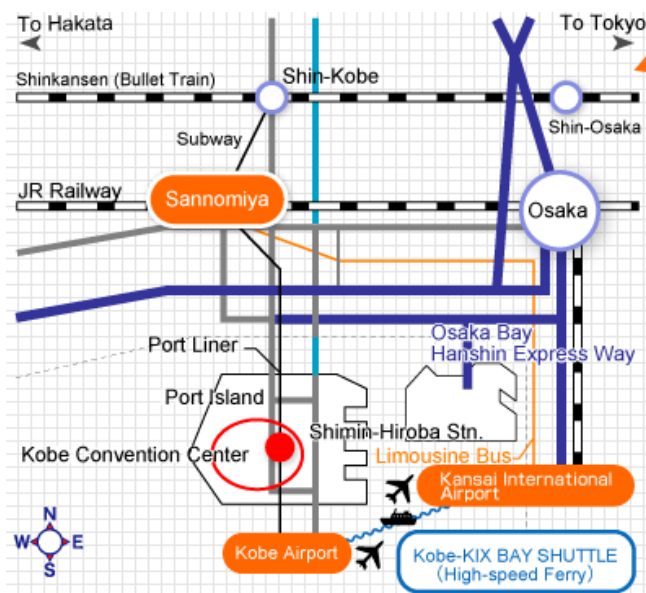 To Hakata
To Tokyo
Shinkansen (Bullet Train)
Shin-Kobe
Shin-Osaka
Subway
JR Railway
Sannomiya
Osaka
Osaka Bay
Hanshin Express Way
Port Liner
Port Island
Shimin-Hiroba Stn.
Kobe Convention Center
Limousine Bus
Kansai International
Airport
N
W
E
S
Kobe Airport
Kobe-KIX BAY SHUTTLE
(High-speed Ferry)